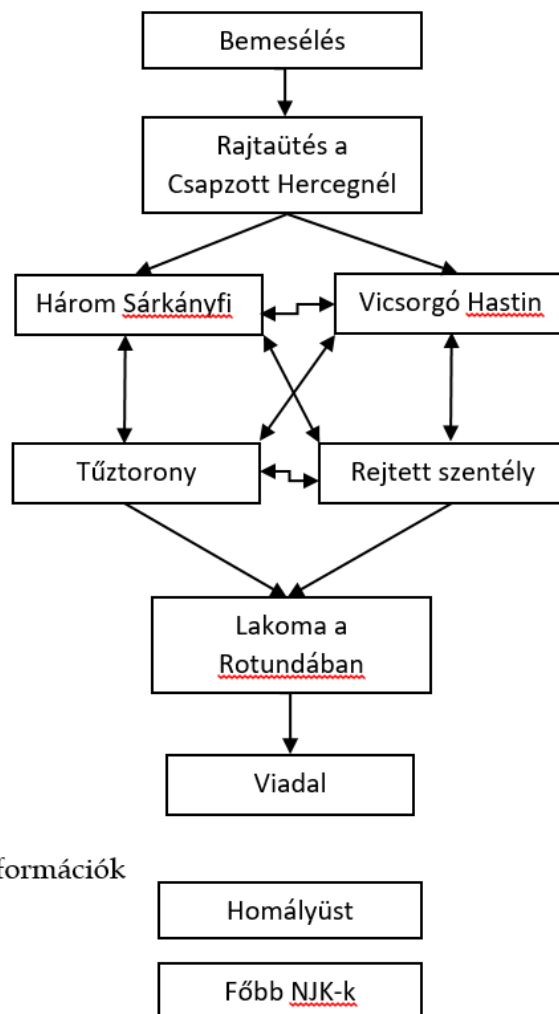 Bemesélés
Rajtaütés a
Csapzott Hercegnél
Három Sárkányfi
Vicsorgó Hastin
Tűztorony
Rejtett szentély
Lakoma a
Rotundában
Viadal
formációk
Homályüst
Főbb NJK-k